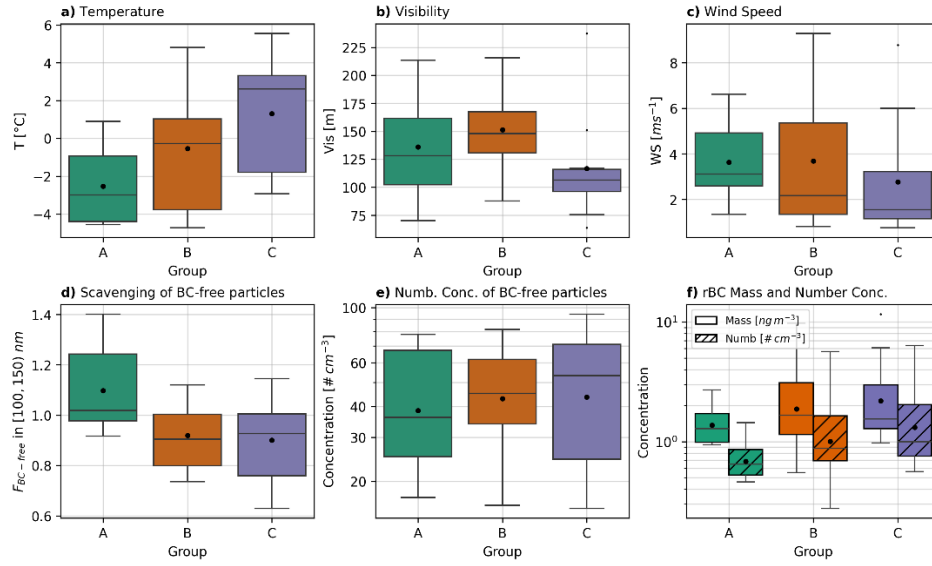 a) Temperature
T [°C]
6
4
2
0
−2
−4
A
B
C
Group
b) Visibility
Vis [m]
225
200
175
150
125
100
75
A
B
C
Group
c) Wind Speed
WS [ms⁻¹]
8
6
4
2
A
B
C
Group
d) Scavenging of BC-free particles
F_BC−free in [100, 150) nm
1.4
1.2
1.0
0.8
0.6
A
B
C
Group
e) Numb. Conc. of BC-free particles
Concentration [# cm⁻³]
100
60
40
30
20
A
B
C
Group
f) rBC Mass and Number Conc.
Mass [ng m⁻³]
Numb [# cm⁻³]
Concentration
10¹
10⁰
A
B
C
Group